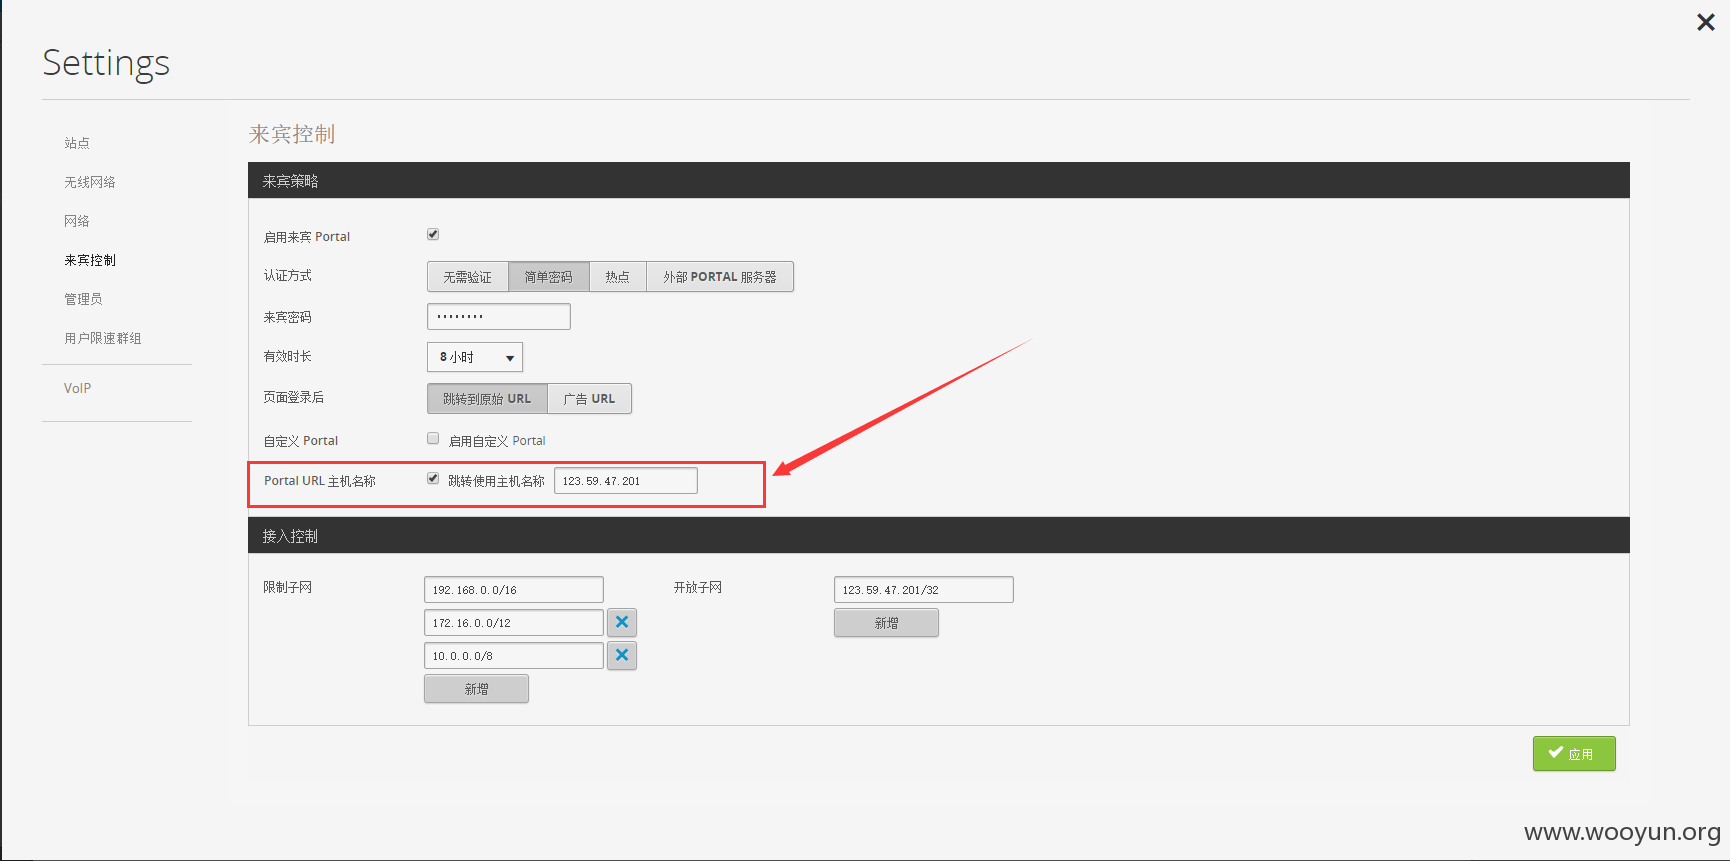 Settings
站点
无线网络
网络
来宾控制
管理员
用户限速群组
VoIP
来宾控制
来宾策略
启用来宾 Portal
认证方式 无需验证 简单密码 热点 外部 PORTAL 服务器
来宾密码 ••••••••
有效时长 8 小时
页面登录后 跳转到原始 URL 广告 URL
自定义 Portal 启用自定义 Portal
Portal URL 主机名称 跳转使用主机名称 123.59.47.201
接入控制
限制子网 192.168.0.0/16 开放子网 123.59.47.201/32
172.16.0.0/12 新增
10.0.0.0/8
新增
应用
www.wooyun.org